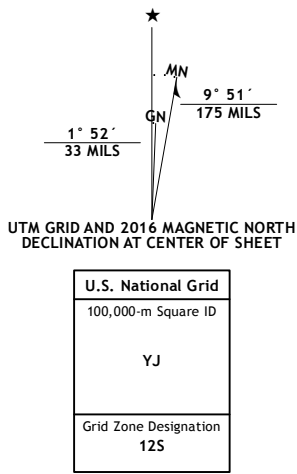 MN
GN
9° 51´
175 MILS
1° 52´
33 MILS
UTM GRID AND 2016 MAGNETIC NORTH
DECLINATION AT CENTER OF SHEET
U.S. National Grid
100,000-m Square ID
YJ
Grid Zone Designation
12S